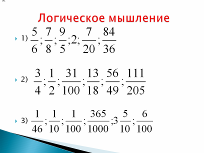 Логическое мышление
1) 5/6; 7/8; 9/5; 2; 7/20; 84/36
2) 3/4; 1/2; 31/100; 13/18; 56/49; 111/205
3) 1/46; 1/10; 1/100; 365/1000; 3 5/10; 6/100